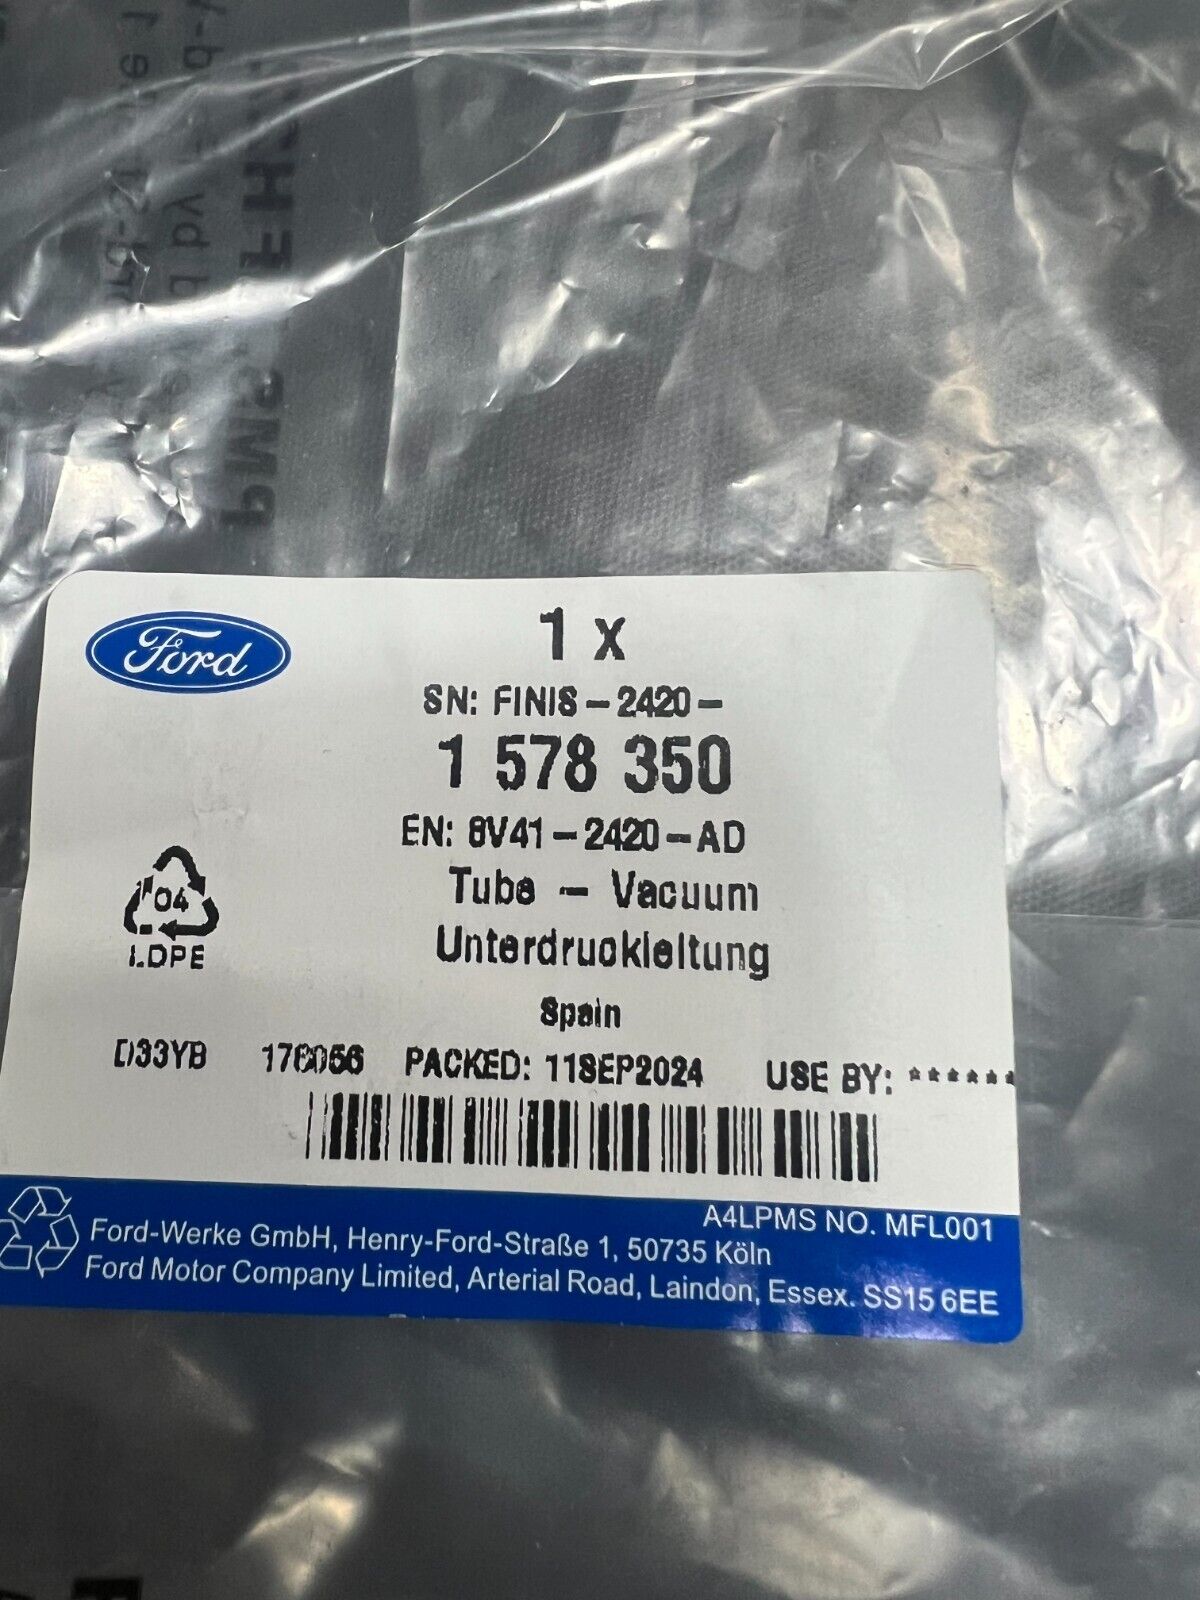 Ford
1 x
SN: FINIS-2420-
1 578 350
EN: 8V41-2420-AD
Tube - Vacuum
Unterdruckleitung
Spain
04
LDPE
D33YB PACKED: 11SEP2024 USE BY: ******
A4LPMS NO. MFL001
Ford-Werke GmbH, Henry-Ford-Straße 1, 50735 Köln
Ford Motor Company Limited, Arterial Road, Laindon, Essex. SS15 6EE